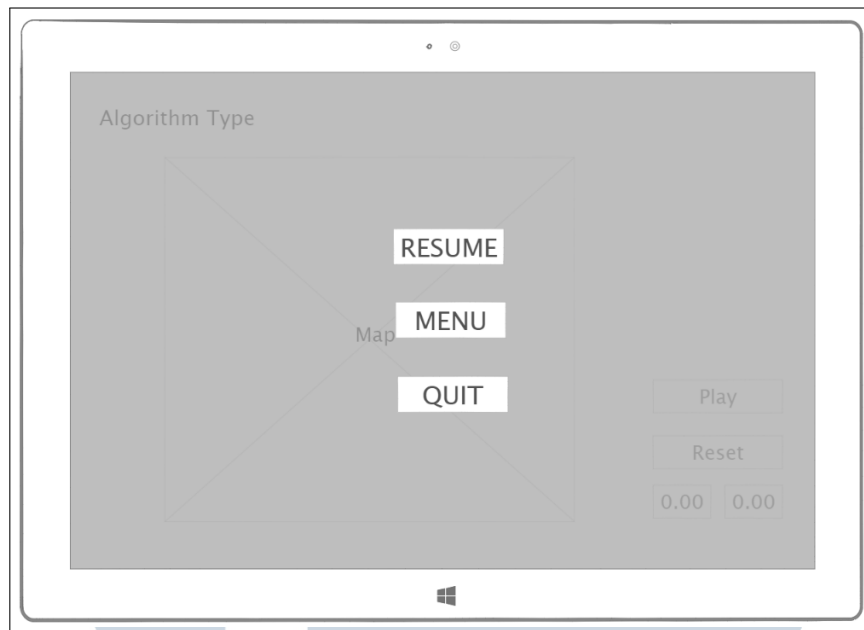 Algorithm Type
RESUME
MENU
Map
QUIT
Play
Reset
0.00 0.00